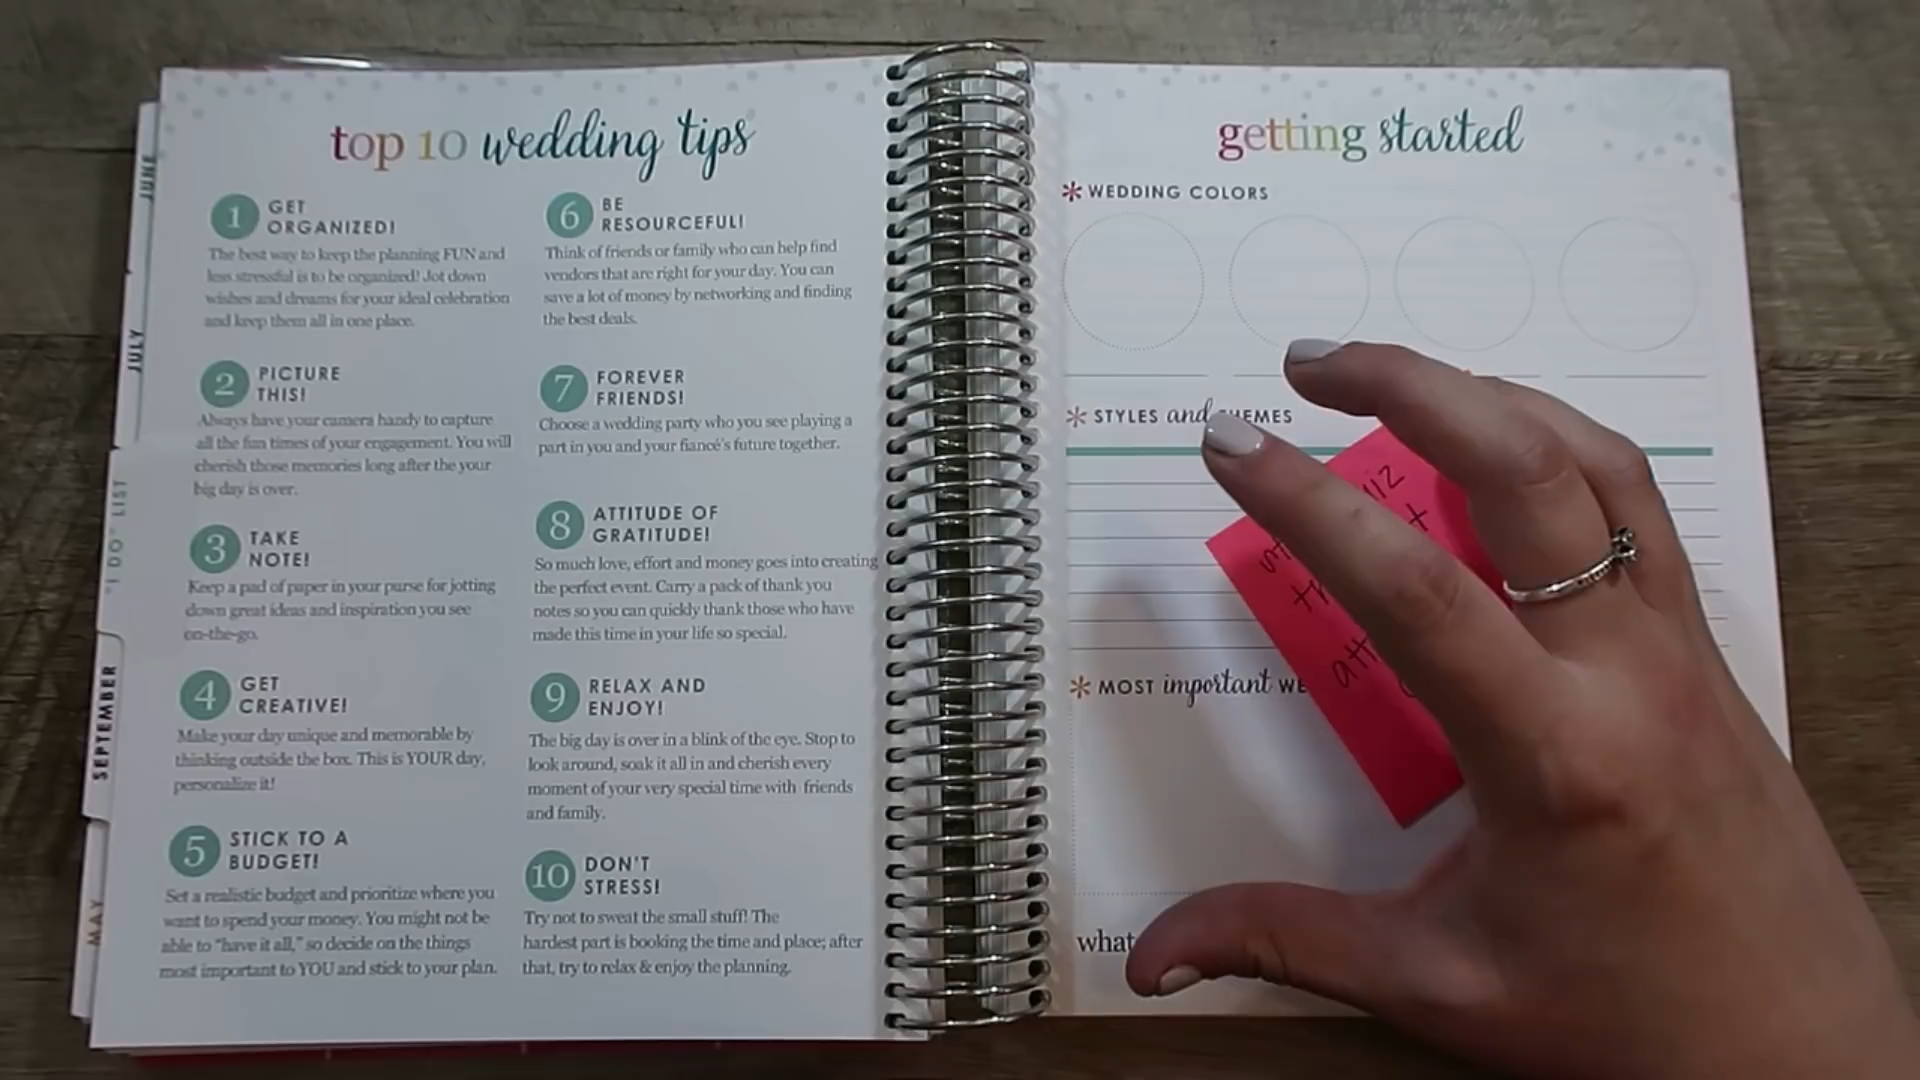 top 10 wedding tips
1 GET
ORGANIZED!
The best way to keep the planning FUN and
less stressful is to be organized! Jot down
wishes and dreams for your ideal celebration
and keep them all in one place.
2 PICTURE
THIS!
Always have your camera handy to capture
all the fun times of your engagement. You will
cherish those memories long after the your
big day is over.
3 TAKE
NOTE!
Keep a pad of paper in your purse for jotting
down great ideas and inspiration you see
on-the-go.
4 GET
CREATIVE!
Make your day unique and memorable by
thinking outside the box. This is YOUR day,
personalize it!
5 STICK TO A
BUDGET!
Set a realistic budget and prioritize where you
want to spend your money. You might not be
able to "have it all," so decide on the things
most important to YOU and stick to your plan.
6 BE
RESOURCEFUL!
Think of friends or family who can help find
vendors that are right for your day. You can
save a lot of money by networking and finding
the best deals.
7 FOREVER
FRIENDS!
Choose a wedding party who you see playing a
part in you and your fiancé's future together.
8 ATTITUDE OF
GRATITUDE!
So much love, effort and money goes into creating
the perfect event. Carry a pack of thank you
notes so you can quickly thank those who have
made this time in your life so special.
9 RELAX AND
ENJOY!
The big day is over in a blink of the eye. Stop to
look around, soak it all in and cherish every
moment of your very special time with friends
and family.
10 DON'T
STRESS!
Try not to sweat the small stuff! The
hardest part is booking the time and place; after
that, try to relax & enjoy the planning.
JUNE
JULY
"I DO" LIST
SEPTEMBER
MAY
getting started
* WEDDING COLORS
* STYLES and THEMES
* MOST important WE
what